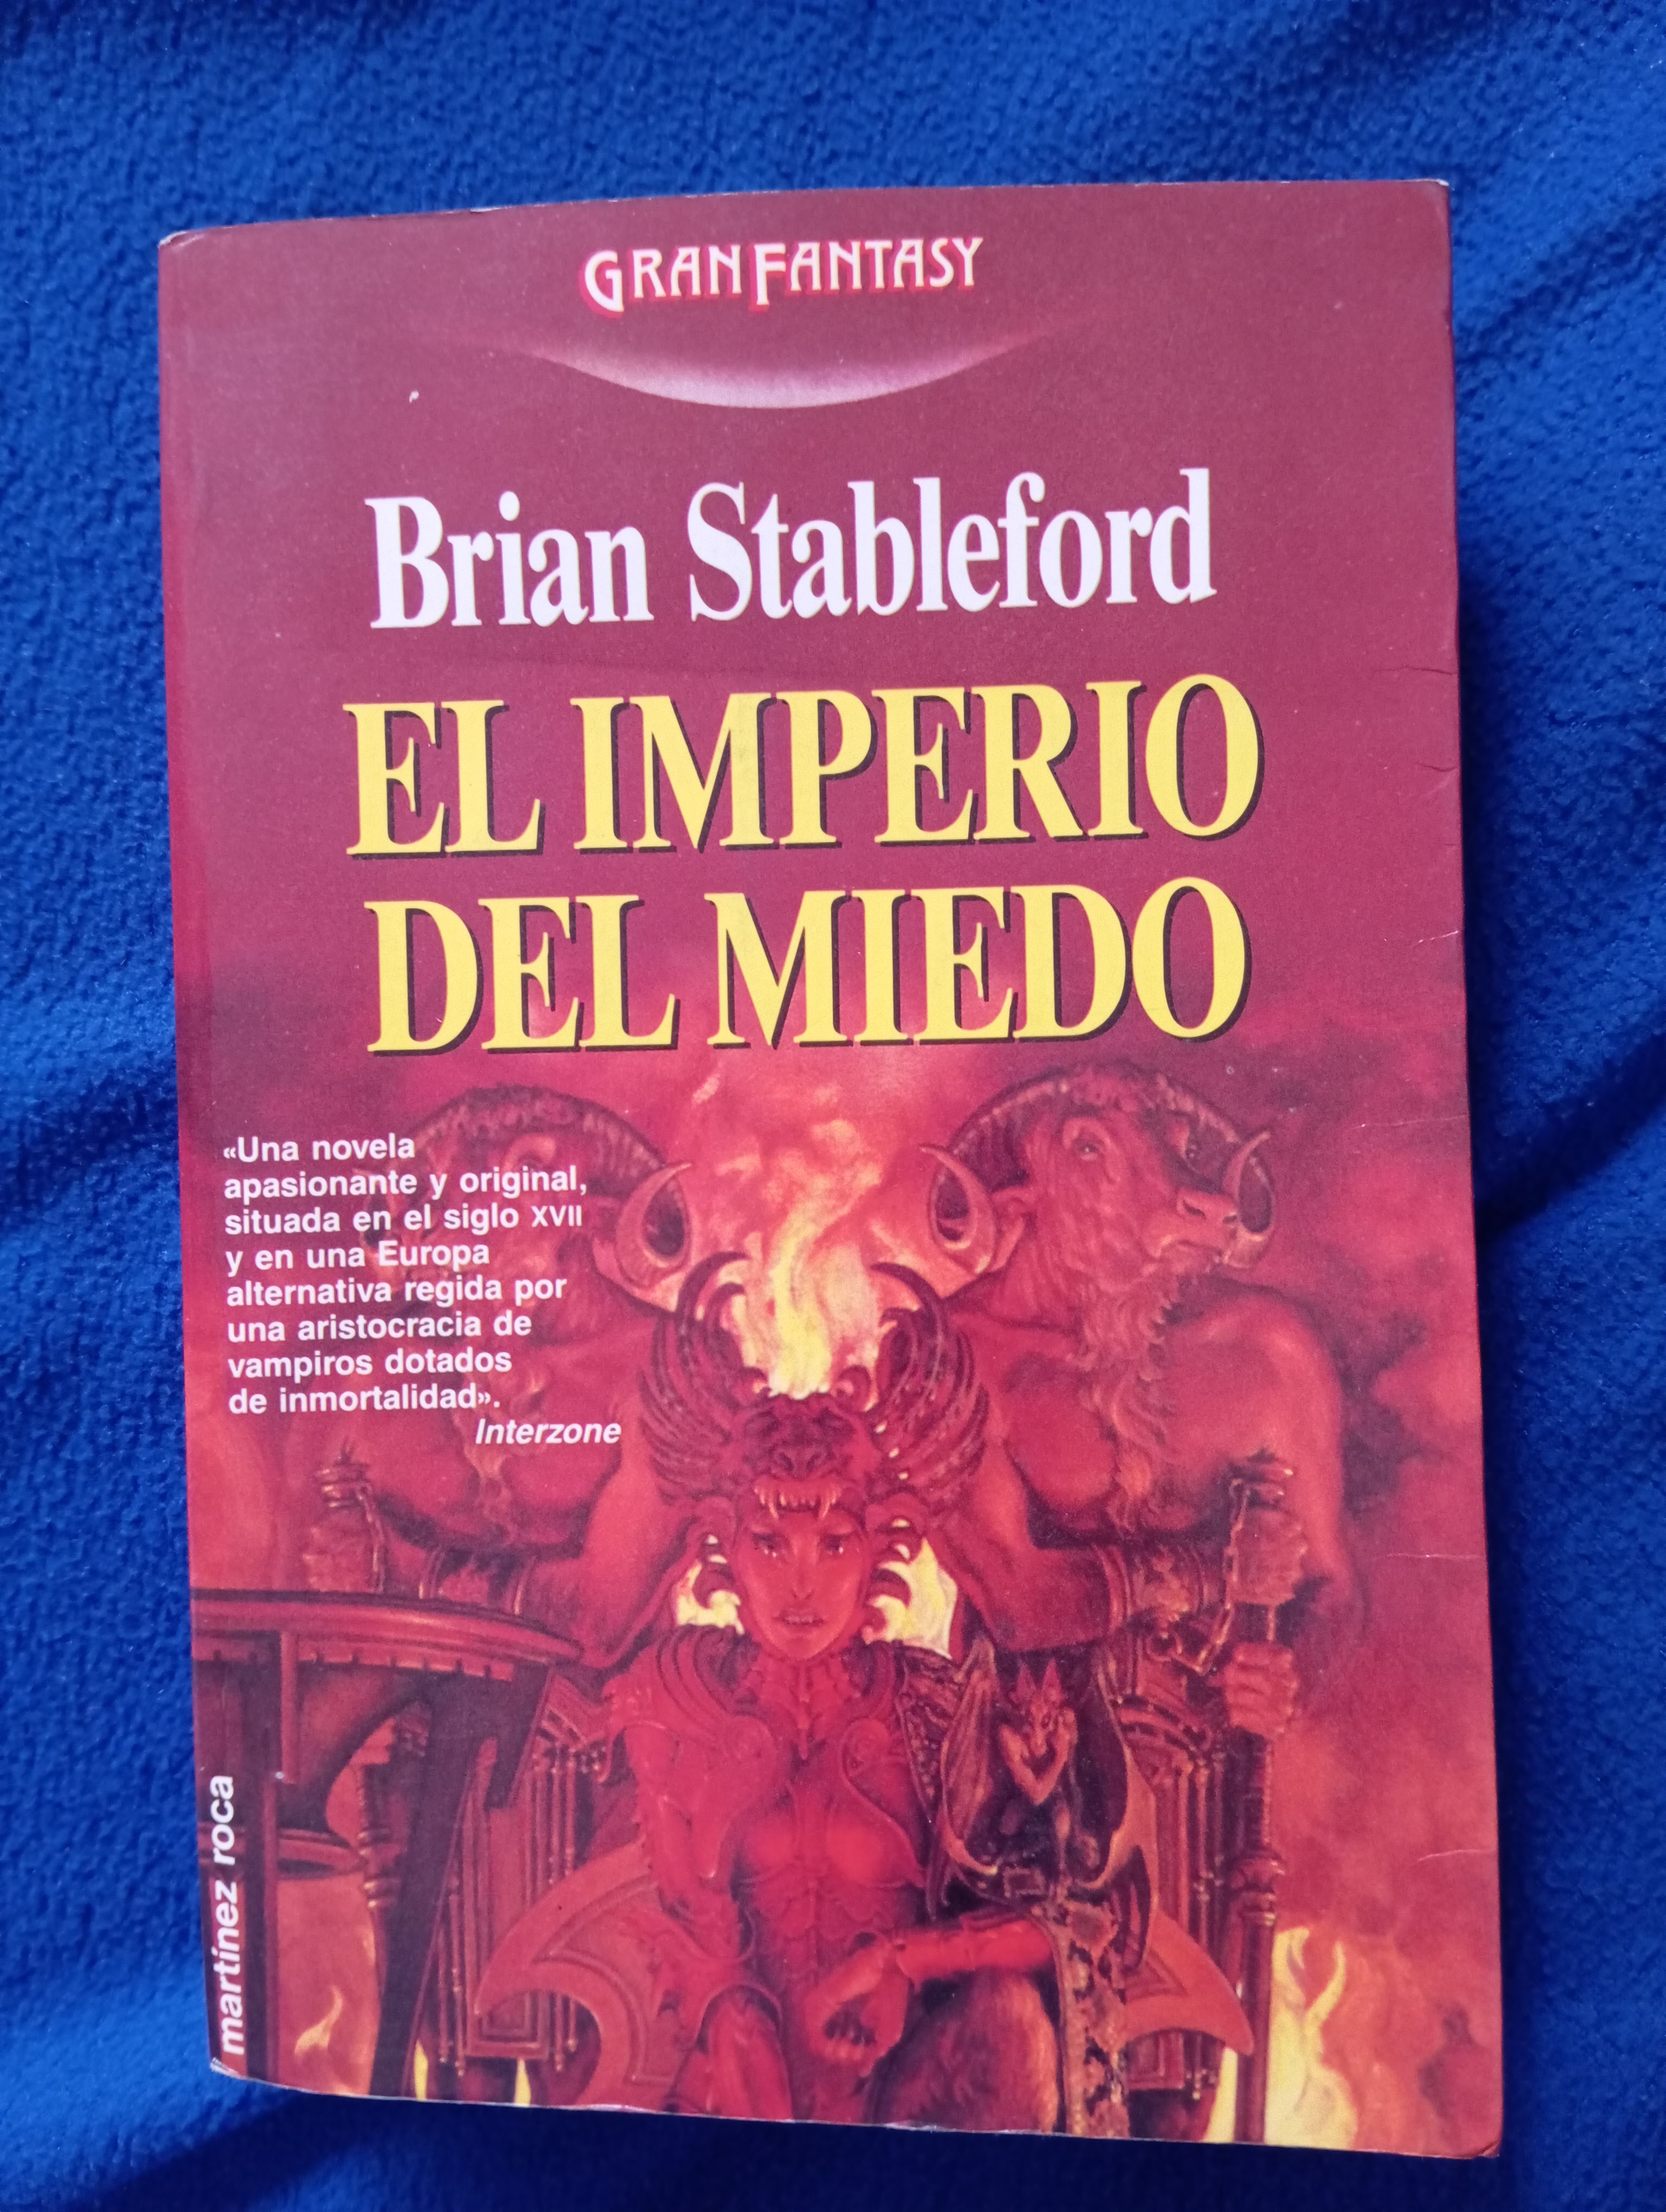 GRAN FANTASY
Brian Stableford
EL IMPERIO
DEL MIEDO
«Una novela
apasionante y original,
situada en el siglo XVII
y en una Europa
alternativa regida por
una aristocracia de
vampiros dotados
de inmortalidad».
Interzone
martínez roca